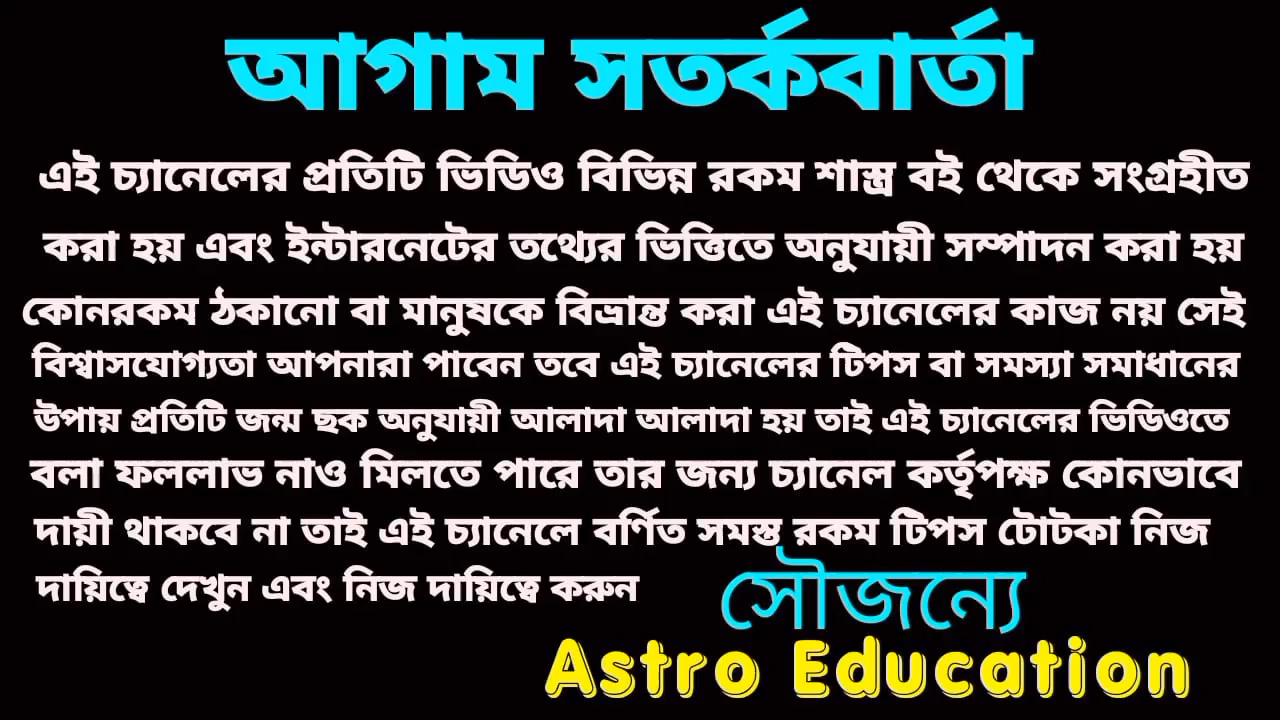 আগাম সতর্কবার্তা
এই চ্যানেলের প্রতিটি ভিডিও বিভিন্ন রকম শাস্ত্র বই থেকে সংগ্রহীত
করা হয় এবং ইন্টারনেটের তথ্যের ভিত্তিতে অনুযায়ী সম্পাদন করা হয়
কোনরকম ঠকানো বা মানুষকে বিভ্রান্ত করা এই চ্যানেলের কাজ নয় সেই
বিশ্বাসযোগ্যতা আপনারা পাবেন তবে এই চ্যানেলের টিপস বা সমস্যা সমাধানের
উপায় প্রতিটি জন্ম ছক অনুযায়ী আলাদা আলাদা হয় তাই এই চ্যানেলের ভিডিওতে
বলা ফললাভ নাও মিলতে পারে তার জন্য চ্যানেল কর্তৃপক্ষ কোনভাবে
দায়ী থাকবে না তাই এই চ্যানেলে বর্ণিত সমস্ত রকম টিপস টোটকা নিজ
দায়িত্বে দেখুন এবং নিজ দায়িত্বে করুন
সৌজন্যে
Astro Education